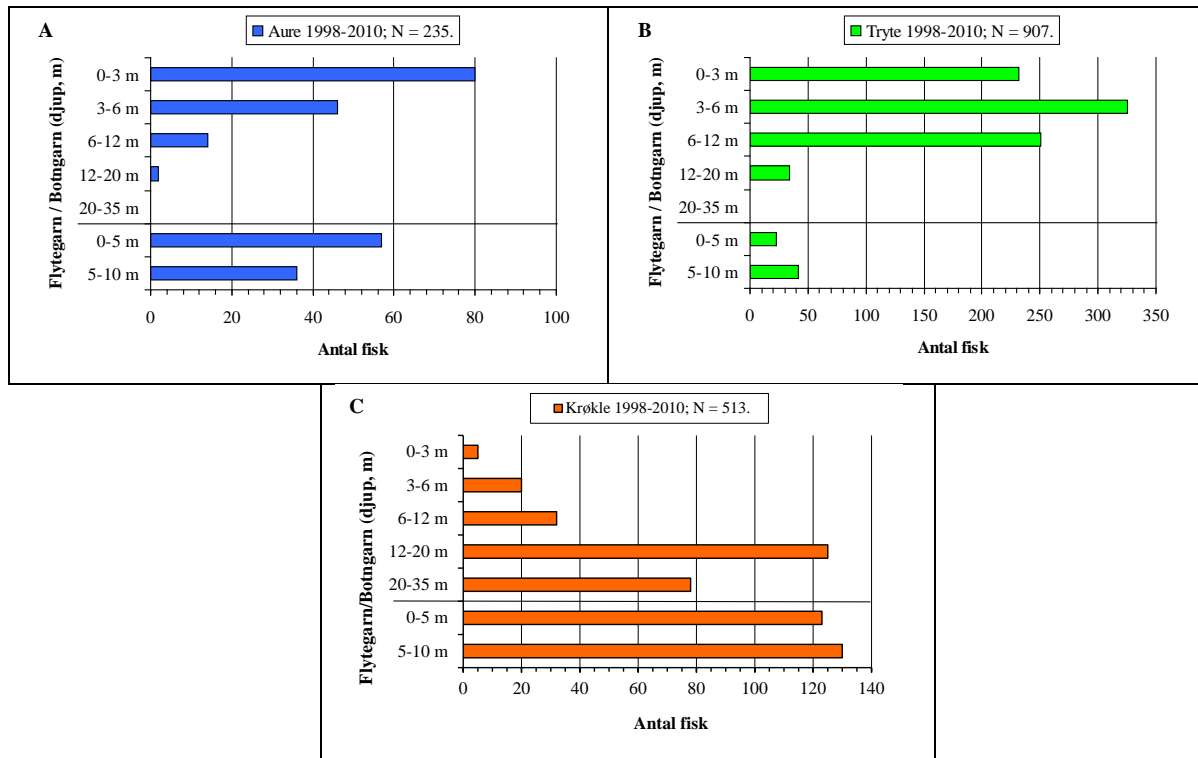 A
Aure 1998-2010; N = 235.
Flytegarn / Botngarn (djup, m)
0-3 m
3-6 m
6-12 m
12-20 m
20-35 m
0-5 m
5-10 m
0 20 40 60 80 100
Antal fisk
B
Tryte 1998-2010; N = 907.
Flytegarn / Botngarn (djup, m)
0-3 m
3-6 m
6-12 m
12-20 m
20-35 m
0-5 m
5-10 m
0 50 100 150 200 250 300 350
Antal fisk
C
Krøkle 1998-2010; N = 513.
Flytegarn/Botngarn (djup, m)
0-3 m
3-6 m
6-12 m
12-20 m
20-35 m
0-5 m
5-10 m
0 20 40 60 80 100 120 140
Antal fisk